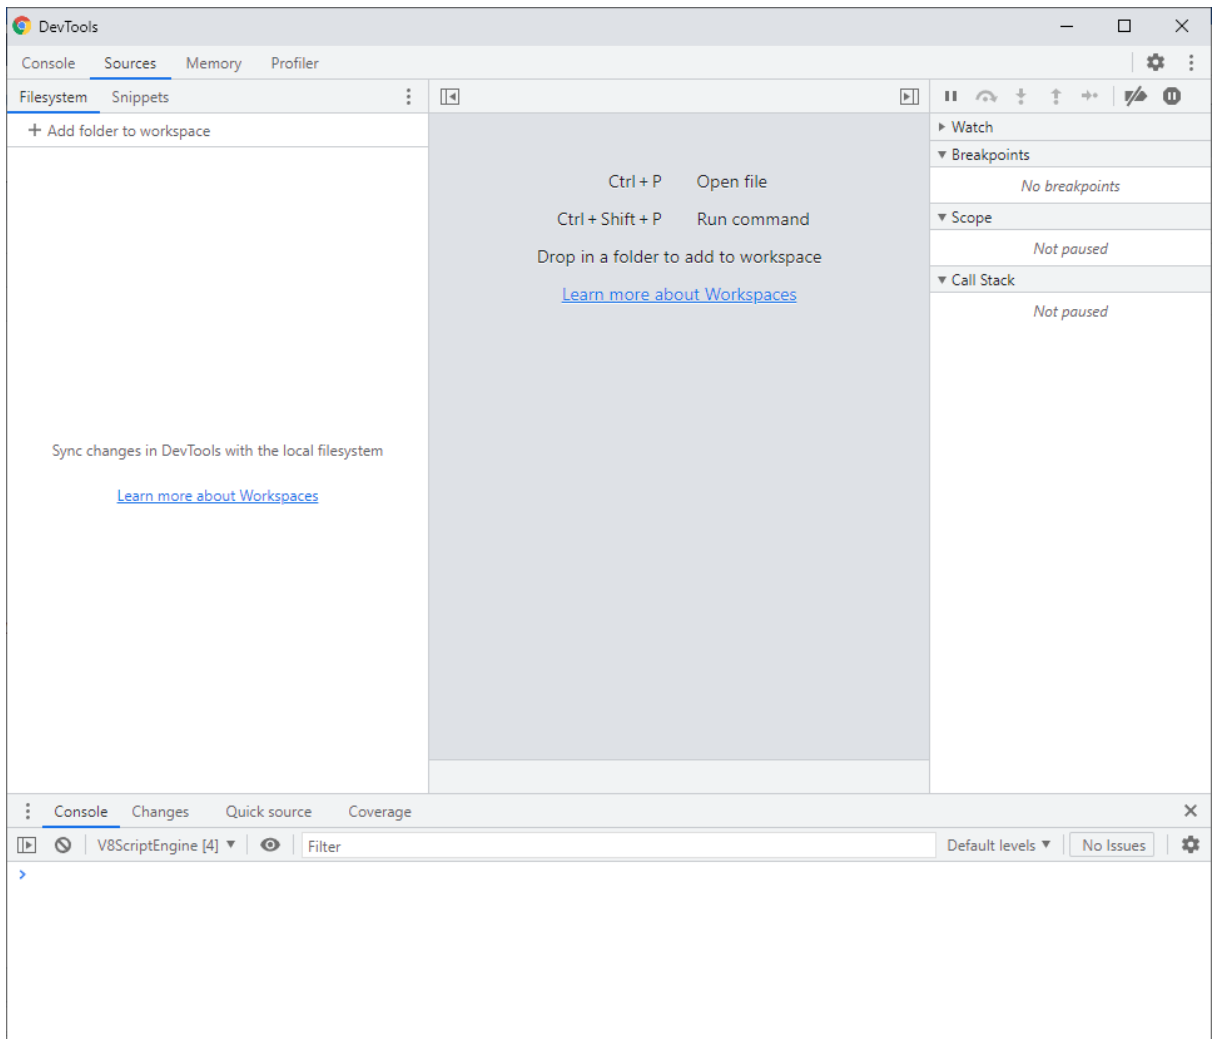 DevTools
Console Sources Memory Profiler
Filesystem Snippets
+ Add folder to workspace
Sync changes in DevTools with the local filesystem
Learn more about Workspaces
Ctrl + P Open file
Ctrl + Shift + P Run command
Drop in a folder to add to workspace
Learn more about Workspaces
Watch
Breakpoints
No breakpoints
Scope
Not paused
Call Stack
Not paused
Console Changes Quick source Coverage
V8ScriptEngine [4] Filter Default levels No Issues